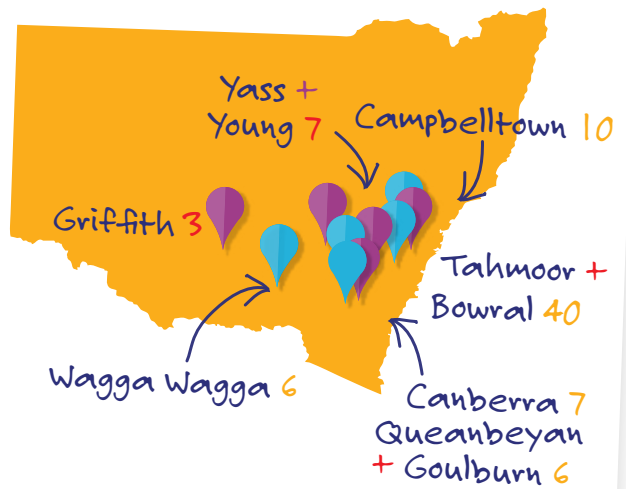 Yass +
Young 7
Campbelltown 10
Griffith 3
Tahmoor +
Bowral 40
Wagga Wagga 6
Canberra 7
Queanbeyan
+ Goulburn 6